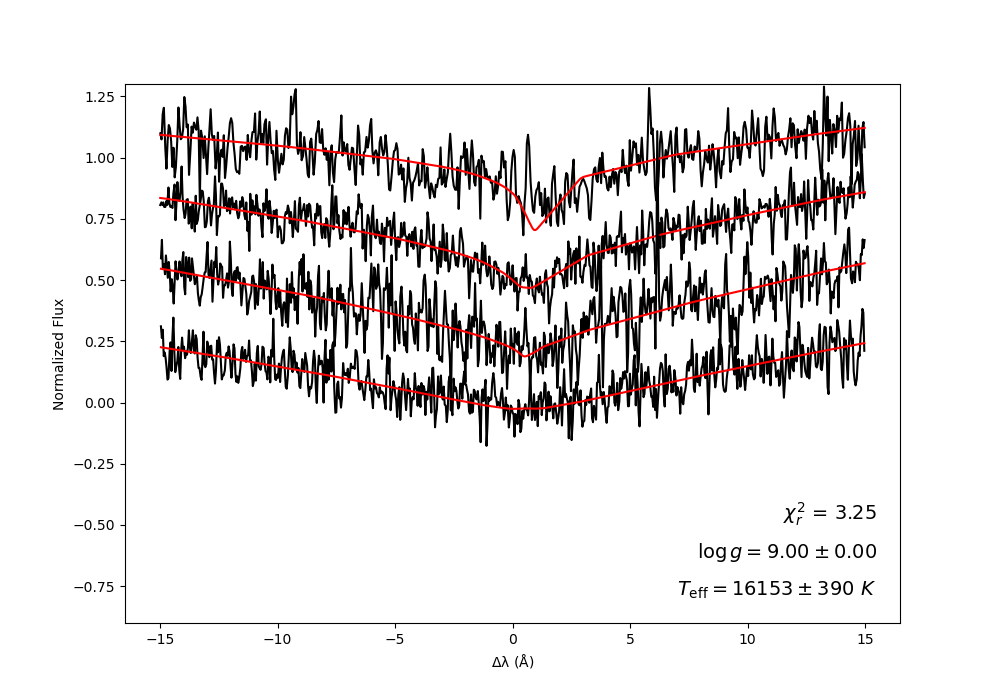 1.25
1.00
0.75
0.50
0.25
0.00
−0.25
−0.50
−0.75
Normalized Flux
χ²ᵣ = 3.25
log g = 9.00 ± 0.00
T_eff = 16153 ± 390 K
−15 −10 −5 0 5 10 15
Δλ (Å)